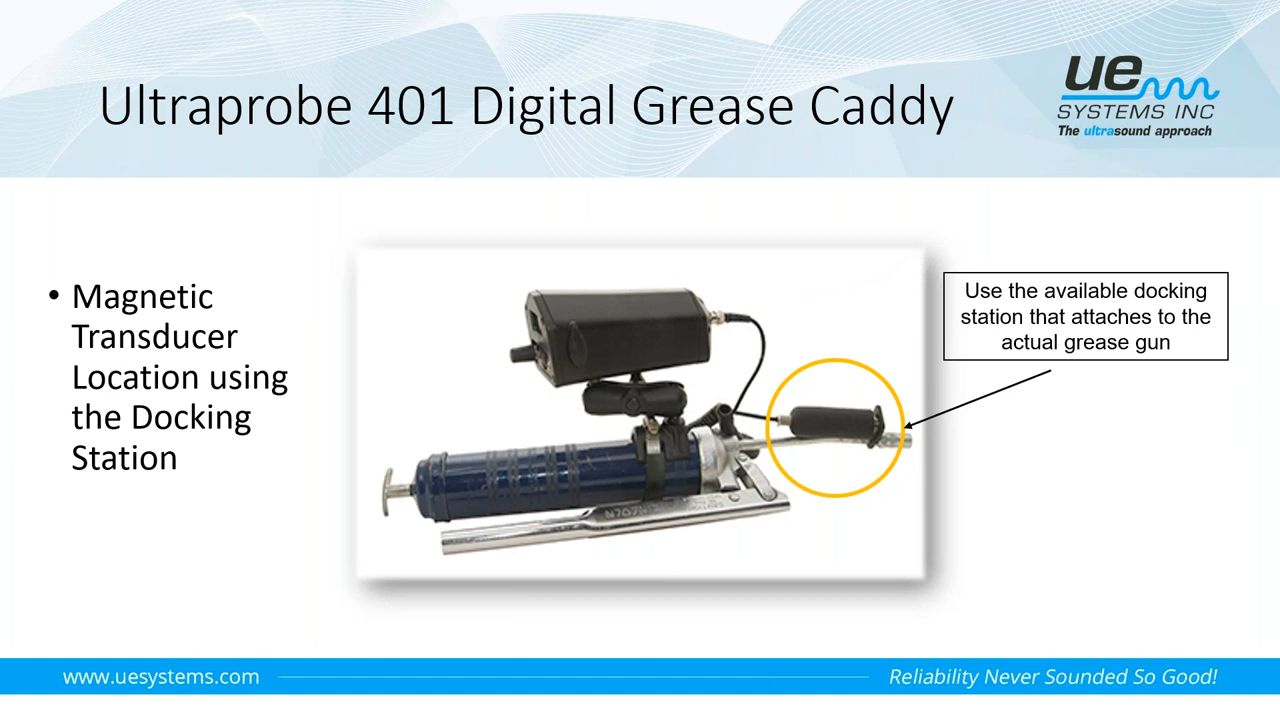 Ultraprobe 401 Digital Grease Caddy
ue
SYSTEMS INC
The ultrasound approach
• Magnetic
Transducer
Location using
the Docking
Station
Use the available docking
station that attaches to the
actual grease gun
LINCOLN
www.uesystems.com
Reliability Never Sounded So Good!